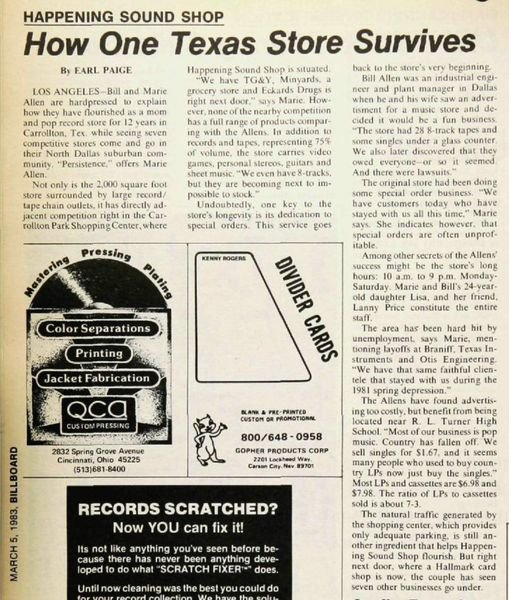 HAPPENING SOUND SHOP
How One Texas Store Survives
By EARL PAIGE
LOS ANGELES—Bill and Marie
Allen are hardpressed to explain
how they have flourished as a mom
and pop record store for 12 years in
Carrollton, Tex. while seeing seven
competitive stores come and go in
their North Dallas suburban com-
munity. "Persistence," offers Marie
Allen.
Not only is the 2,000 square foot
store surrounded by large record/
tape chain outlets, it has directly ad-
jacent competition right in the Car-
rollton Park Shopping Center, where
Happening Sound Shop is situated.
"We have TG&Y, Minyards, a
grocery store and Eckards Drugs is
right next door," says Marie. How-
ever, none of the nearby competition
has a full range of products compar-
ing with the Allens. In addition to
records and tapes, representing 75%
of volume, the store carries video
games, personal stereos, guitars and
sheet music. "We even have 8-tracks,
but they are becoming next to im-
possible to stock."
Undoubtedly, one key to the
store's longevity is its dedication to
special orders. This service goes
back to the store's very beginning.
Bill Allen was an industrial engi-
neer and plant manager in Dallas
when he and his wife saw an adver-
tisment for a music store and de-
cided it would be a fun business.
"The store had 28 8-track tapes and
some singles under a glass counter.
We also later discovered that they
owed everyone—or so it seemed.
And there were lawsuits."
The original store had been doing
some special order business. "We
have customers today who have
stayed with us all this time," Marie
says. She indicates however, that
special orders are often unprof-
itable.
Among other secrets of the Allens'
success might be the store's long
hours: 10 a.m. to 9 p.m. Monday-
Saturday. Marie and Bill's 24-year-
old daughter Lisa, and her friend,
Lanny Price constitute the entire
staff.
The area has been hard hit by
unemployment, says Marie, men-
tioning layoffs at Braniff, Texas In-
struments and Otis Engineering.
"We have that same faithful clien-
tele that stayed with us during the
1981 spring depression."
The Allens have found advertis-
ing too costly, but benefit from being
located near R. L. Turner High
School. "Most of our business is pop
music. Country has fallen off. We
sell singles for $1.67, and it seems
many people who used to buy coun-
try LPs now just buy the singles."
Most LPs and cassettes are $6.98 and
$7.98. The ratio of LPs to cassettes
sold is about 7-3.
The natural traffic generated by
the shopping center, which provides
only adequate parking, is still an-
other ingredient that helps Happen-
ing Sound Shop flourish. But right
next door, where a Hallmark card
shop is now, the couple has seen
seven other businesses go under.
Mastering Pressing Plating
Color Separations
Printing
Jacket Fabrication
QCA
CUSTOM PRESSING
2832 Spring Grove Avenue
Cincinnati, Ohio 45225
(513)681-8400
KENNY ROGERS
DIVIDER CARDS
BLANK & PRE-PRINTED
CUSTOM OR PROMOTIONAL
800/648-0958
GOPHER PRODUCTS CORP
2201 Lockheed Way
Carson City, Nev. 89701
RECORDS SCRATCHED?
Now YOU can fix it!
Its not like anything you've seen before be-
cause there has never been anything deve-
loped to do what "SCRATCH FIXER™" does.
Until now cleaning was the best you could do
for your record collection. We have the solu-
MARCH 5, 1983, BILLBOARD